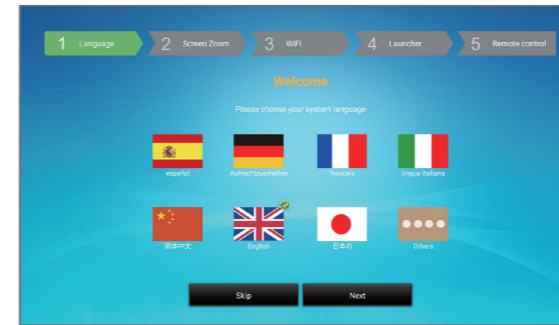 1 Language 2 Screen Zoom 3 WiFi 4 Launcher 5 Remote control
Welcome
Please choose your system language
español Aufrechtzuerhalten francais lingua italiana
简体中文 English 日本の Others
Skip Next